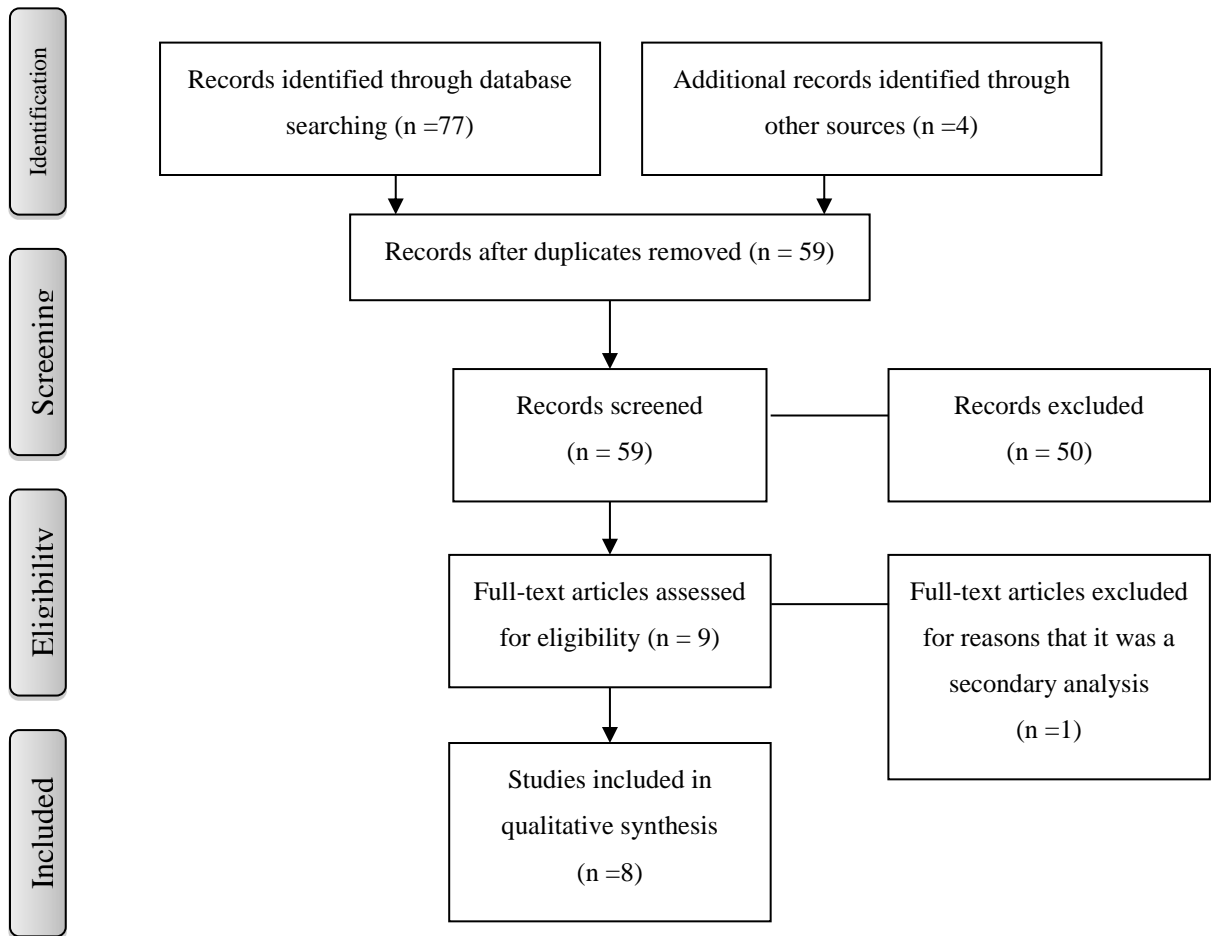 Identification
Records identified through database
searching (n =77)
Additional records identified through
other sources (n =4)
Records after duplicates removed (n = 59)
Screening
Records screened
(n = 59)
Records excluded
(n = 50)
Eligibility
Full-text articles assessed
for eligibility (n = 9)
Full-text articles excluded
for reasons that it was a
secondary analysis
(n =1)
Included
Studies included in
qualitative synthesis
(n =8)